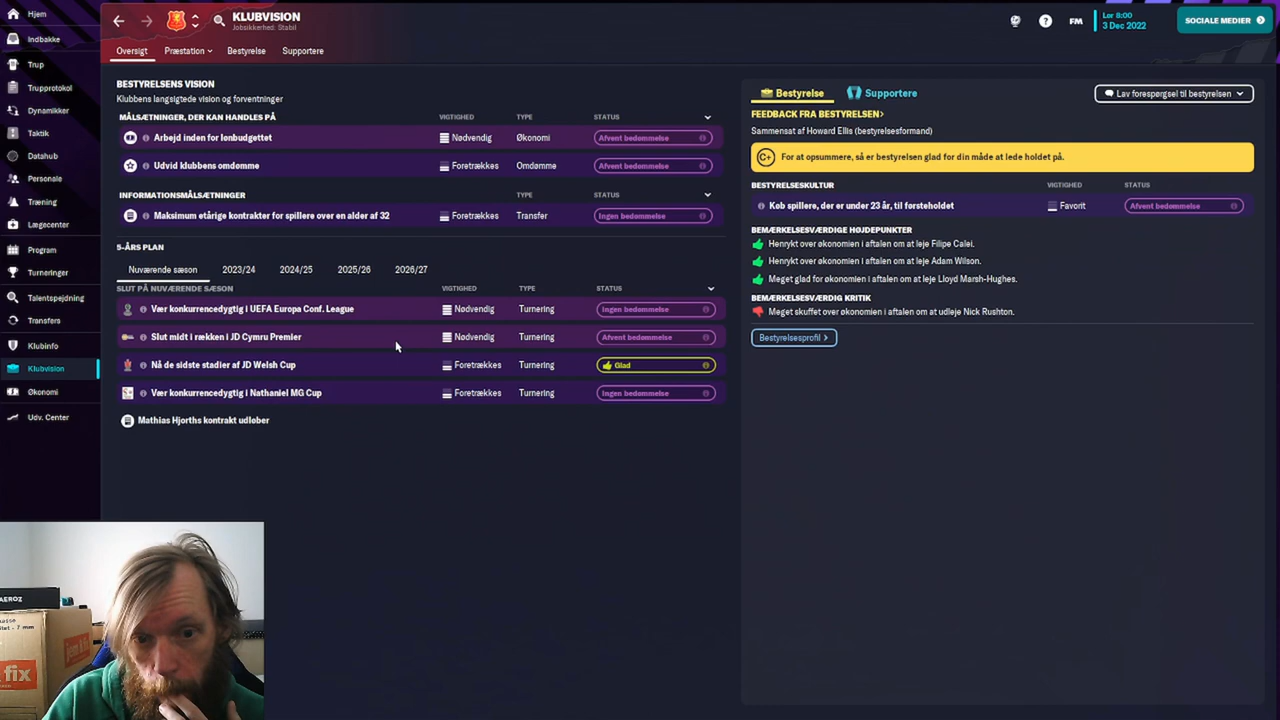 Hjem
Indbakke
Trup
Trupprotokol
Dynamikker
Taktik
Datahub
Personale
Træning
Lægecenter
Program
Turneringer
Talentspejdning
Transfers
Klubinfo
Klubvision
Økonomi
Udv. Center
KLUBVISION
Jobsikkerhed: Stabil
FM
Lør 8:00
3 Dec 2022
SOCIALE MEDIER
Oversigt
Præstation
Bestyrelse
Supportere
BESTYRELSENS VISION
Klubbens langsigtede vision og forventninger
MÅLSÆTNINGER, DER KAN HANDLES PÅ VIGTIGHED TYPE STATUS
Arbejd inden for lønbudgettet Nødvendig Økonomi Afvent bedømmelse
Udvid klubbens omdømme Foretrækkes Omdømme Afvent bedømmelse
INFORMATIONSMÅLSÆTNINGER TYPE STATUS
Maksimum etårige kontrakter for spillere over en alder af 32 Foretrækkes Transfer Ingen bedømmelse
5-ÅRS PLAN
Nuværende sæson 2023/24 2024/25 2025/26 2026/27
SLUT PÅ NUVÆRENDE SÆSON VIGTIGHED TYPE STATUS
Vær konkurrencedygtig i UEFA Europa Conf. League Nødvendig Turnering Ingen bedømmelse
Slut midt i rækken i JD Cymru Premier Nødvendig Turnering Afvent bedømmelse
Nå de sidste stadier af JD Welsh Cup Foretrækkes Turnering Glad
Vær konkurrencedygtig i Nathaniel MG Cup Foretrækkes Turnering Ingen bedømmelse
Mathias Hjorths kontrakt udløber
Bestyrelse
Supportere
Lav forespørgsel til bestyrelsen
FEEDBACK FRA BESTYRELSEN>
Sammensat af Howard Ellis (bestyrelsesformand)
C+ For at opsummere, så er bestyrelsen glad for din måde at lede holdet på.
BESTYRELSESKULTUR VIGTIGHED STATUS
Køb spillere, der er under 23 år, til førsteholdet Favorit Afvent bedømmelse
BEMÆRKELSESVÆRDIGE HØJDEPUNKTER
Henrykt over økonomien i aftalen om at leje Filipe Calei.
Henrykt over økonomien i aftalen om at leje Adam Wilson.
Meget glad for økonomien i aftalen om at leje Lloyd Marsh-Hughes.
BEMÆRKELSESVÆRDIG KRITIK
Meget skuffet over økonomien i aftalen om at udleje Nick Rushton.
Bestyrelsesprofil >
AEROZ
fix